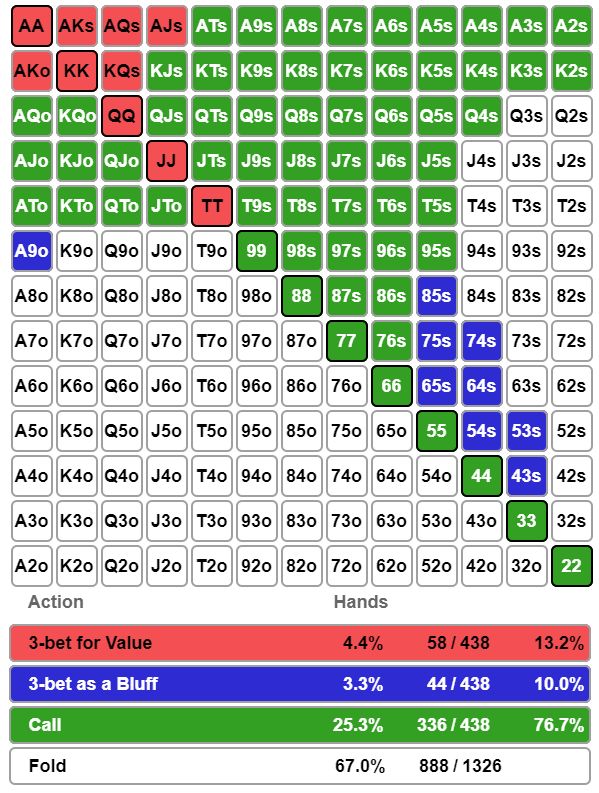 AA AKs AQs AJs ATs A9s A8s A7s A6s A5s A4s A3s A2s
AKo KK KQs KJs KTs K9s K8s K7s K6s K5s K4s K3s K2s
AQo KQo QQ QJs QTs Q9s Q8s Q7s Q6s Q5s Q4s Q3s Q2s
AJo KJo QJo JJ JTs J9s J8s J7s J6s J5s J4s J3s J2s
ATo KTo QTo JTo TT T9s T8s T7s T6s T5s T4s T3s T2s
A9o K9o Q9o J9o T9o 99 98s 97s 96s 95s 94s 93s 92s
A8o K8o Q8o J8o T8o 98o 88 87s 86s 85s 84s 83s 82s
A7o K7o Q7o J7o T7o 97o 87o 77 76s 75s 74s 73s 72s
A6o K6o Q6o J6o T6o 96o 86o 76o 66 65s 64s 63s 62s
A5o K5o Q5o J5o T5o 95o 85o 75o 65o 55 54s 53s 52s
A4o K4o Q4o J4o T4o 94o 84o 74o 64o 54o 44 43s 42s
A3o K3o Q3o J3o T3o 93o 83o 73o 63o 53o 43o 33 32s
A2o K2o Q2o J2o T2o 92o 82o 72o 62o 52o 42o 32o 22
Action Hands
3-bet for Value 4.4% 58 / 438 13.2%
3-bet as a Bluff 3.3% 44 / 438 10.0%
Call 25.3% 336 / 438 76.7%
Fold 67.0% 888 / 1326